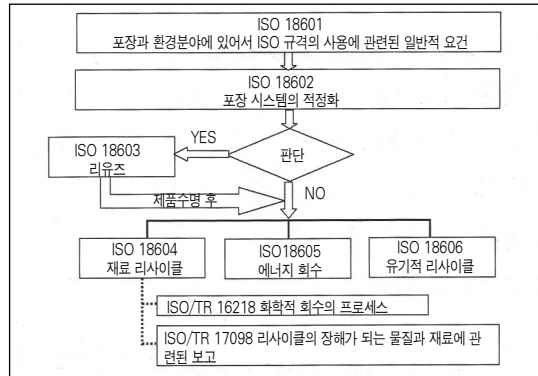 ISO 18601
포장과 환경분야에 있어서 ISO 규격의 사용에 관련된 일반적 요건
ISO 18602
포장 시스템의 적정화
YES
판단
ISO 18603
리유즈
제품수명 후
NO
ISO 18604
재료 리사이클
ISO18605
에너지 회수
ISO 18606
유기적 리사이클
ISO/TR 16218 화학적 회수의 프로세스
ISO/TR 17098 리사이클의 장해가 되는 물질과 재료에 관
련된 보고